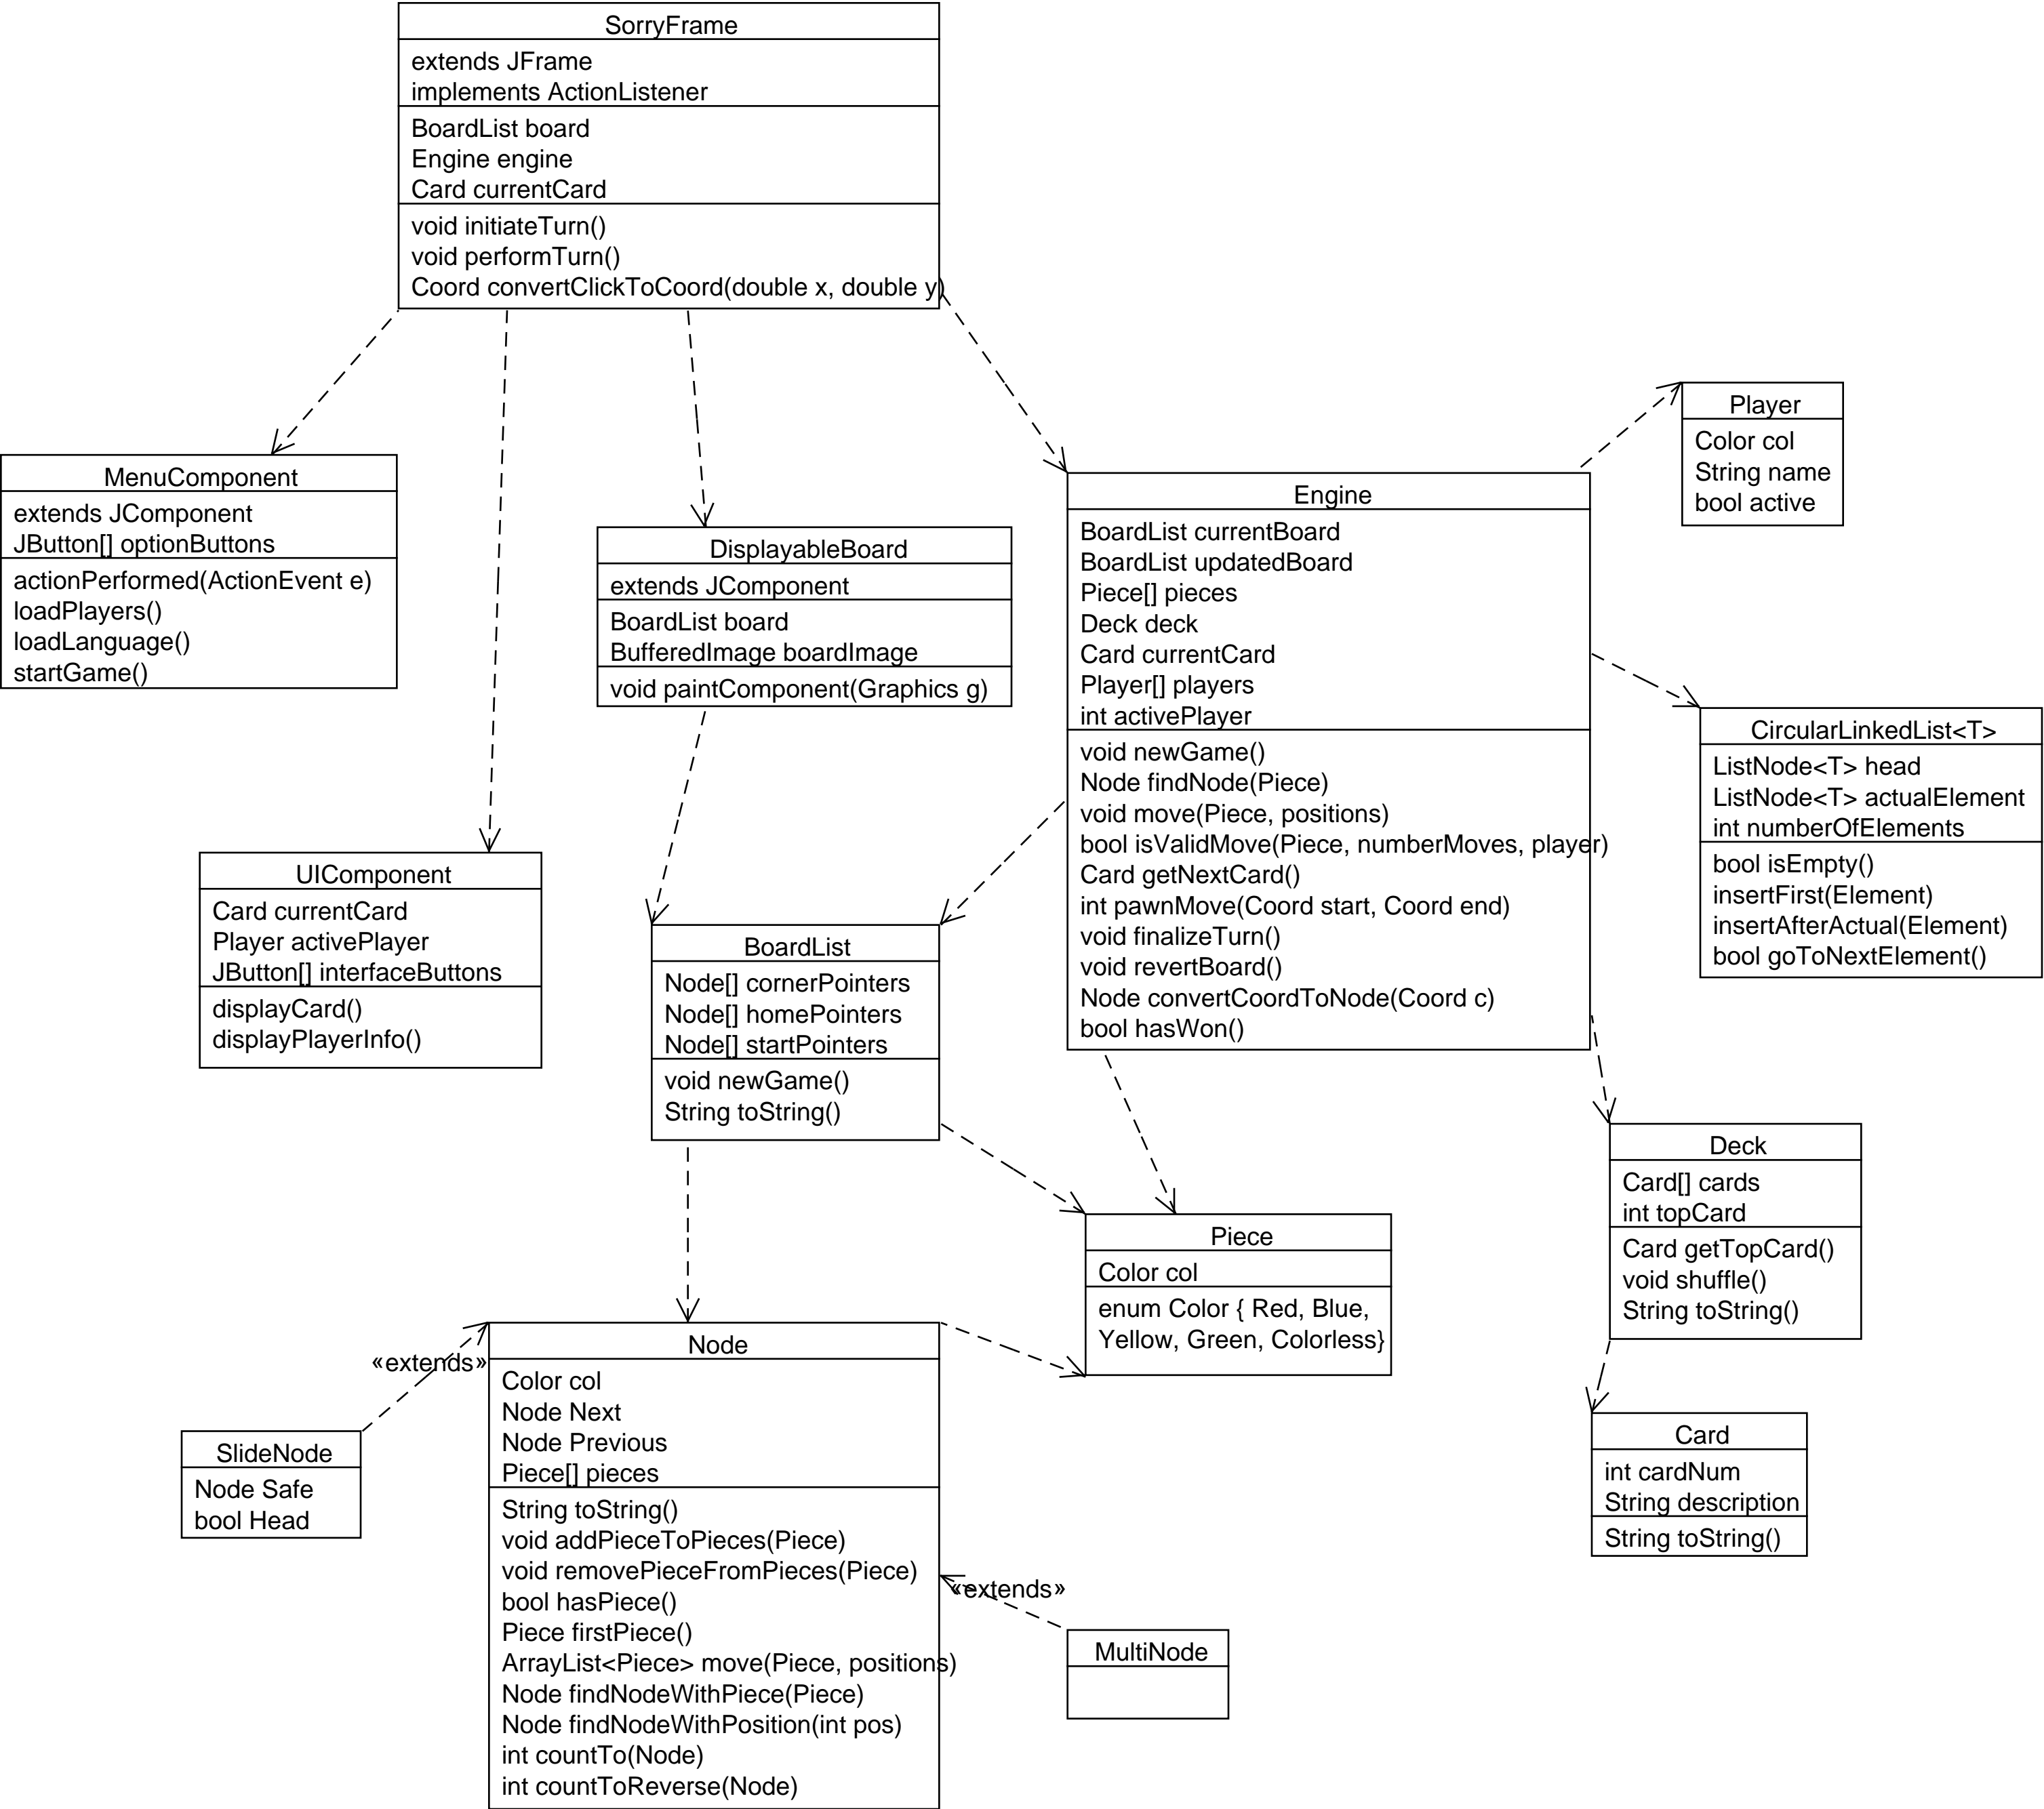 SorryFrame
extends JFrame
implements ActionListener
BoardList board
Engine engine
Card currentCard
void initiateTurn()
void performTurn()
Coord convertClickToCoord(double x, double y)
Player
Color col
String name
bool active
MenuComponent
extends JComponent
JButton[] optionButtons
actionPerformed(ActionEvent e)
loadPlayers()
loadLanguage()
startGame()
DisplayableBoard
extends JComponent
BoardList board
BufferedImage boardImage
void paintComponent(Graphics g)
Engine
BoardList currentBoard
BoardList updatedBoard
Piece[] pieces
Deck deck
Card currentCard
Player[] players
int activePlayer
void newGame()
Node findNode(Piece)
void move(Piece, positions)
bool isValidMove(Piece, numberMoves, player)
Card getNextCard()
int pawnMove(Coord start, Coord end)
void finalizeTurn()
void revertBoard()
Node convertCoordToNode(Coord c)
bool hasWon()
CircularLinkedList<T>
ListNode<T> head
ListNode<T> actualElement
int numberOfElements
bool isEmpty()
insertFirst(Element)
insertAfterActual(Element)
bool goToNextElement()
UIComponent
Card currentCard
Player activePlayer
JButton[] interfaceButtons
displayCard()
displayPlayerInfo()
BoardList
Node[] cornerPointers
Node[] homePointers
Node[] startPointers
void newGame()
String toString()
Deck
Card[] cards
int topCard
Card getTopCard()
void shuffle()
String toString()
Piece
Color col
enum Color { Red, Blue,
Yellow, Green, Colorless}
«extends»
Node
Color col
Node Next
Node Previous
Piece[] pieces
String toString()
void addPieceToPieces(Piece)
void removePieceFromPieces(Piece)
bool hasPiece()
Piece firstPiece()
ArrayList<Piece> move(Piece, positions)
Node findNodeWithPiece(Piece)
Node findNodeWithPosition(int pos)
int countTo(Node)
int countToReverse(Node)
SlideNode
Node Safe
bool Head
Card
int cardNum
String description
String toString()
«extends»
MultiNode